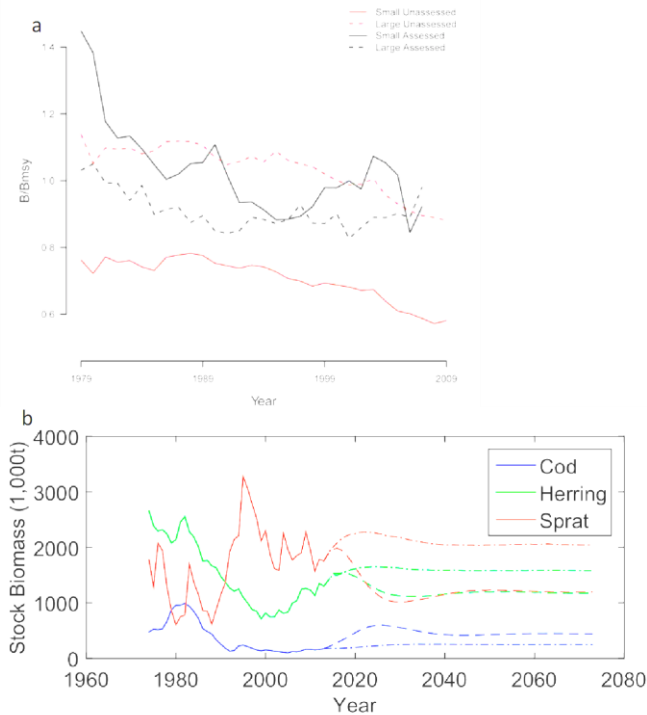 a
Small Unassessed
Large Unassessed
Small Assessed
Large Assessed
1.4
1.2
1.0
0.8
0.6
B/Bmsy
1979 1989 1999 2009
Year
b
4000
3000
2000
1000
0
Stock Biomass (1,000t)
Cod
Herring
Sprat
1960 1980 2000 2020 2040 2060 2080
Year